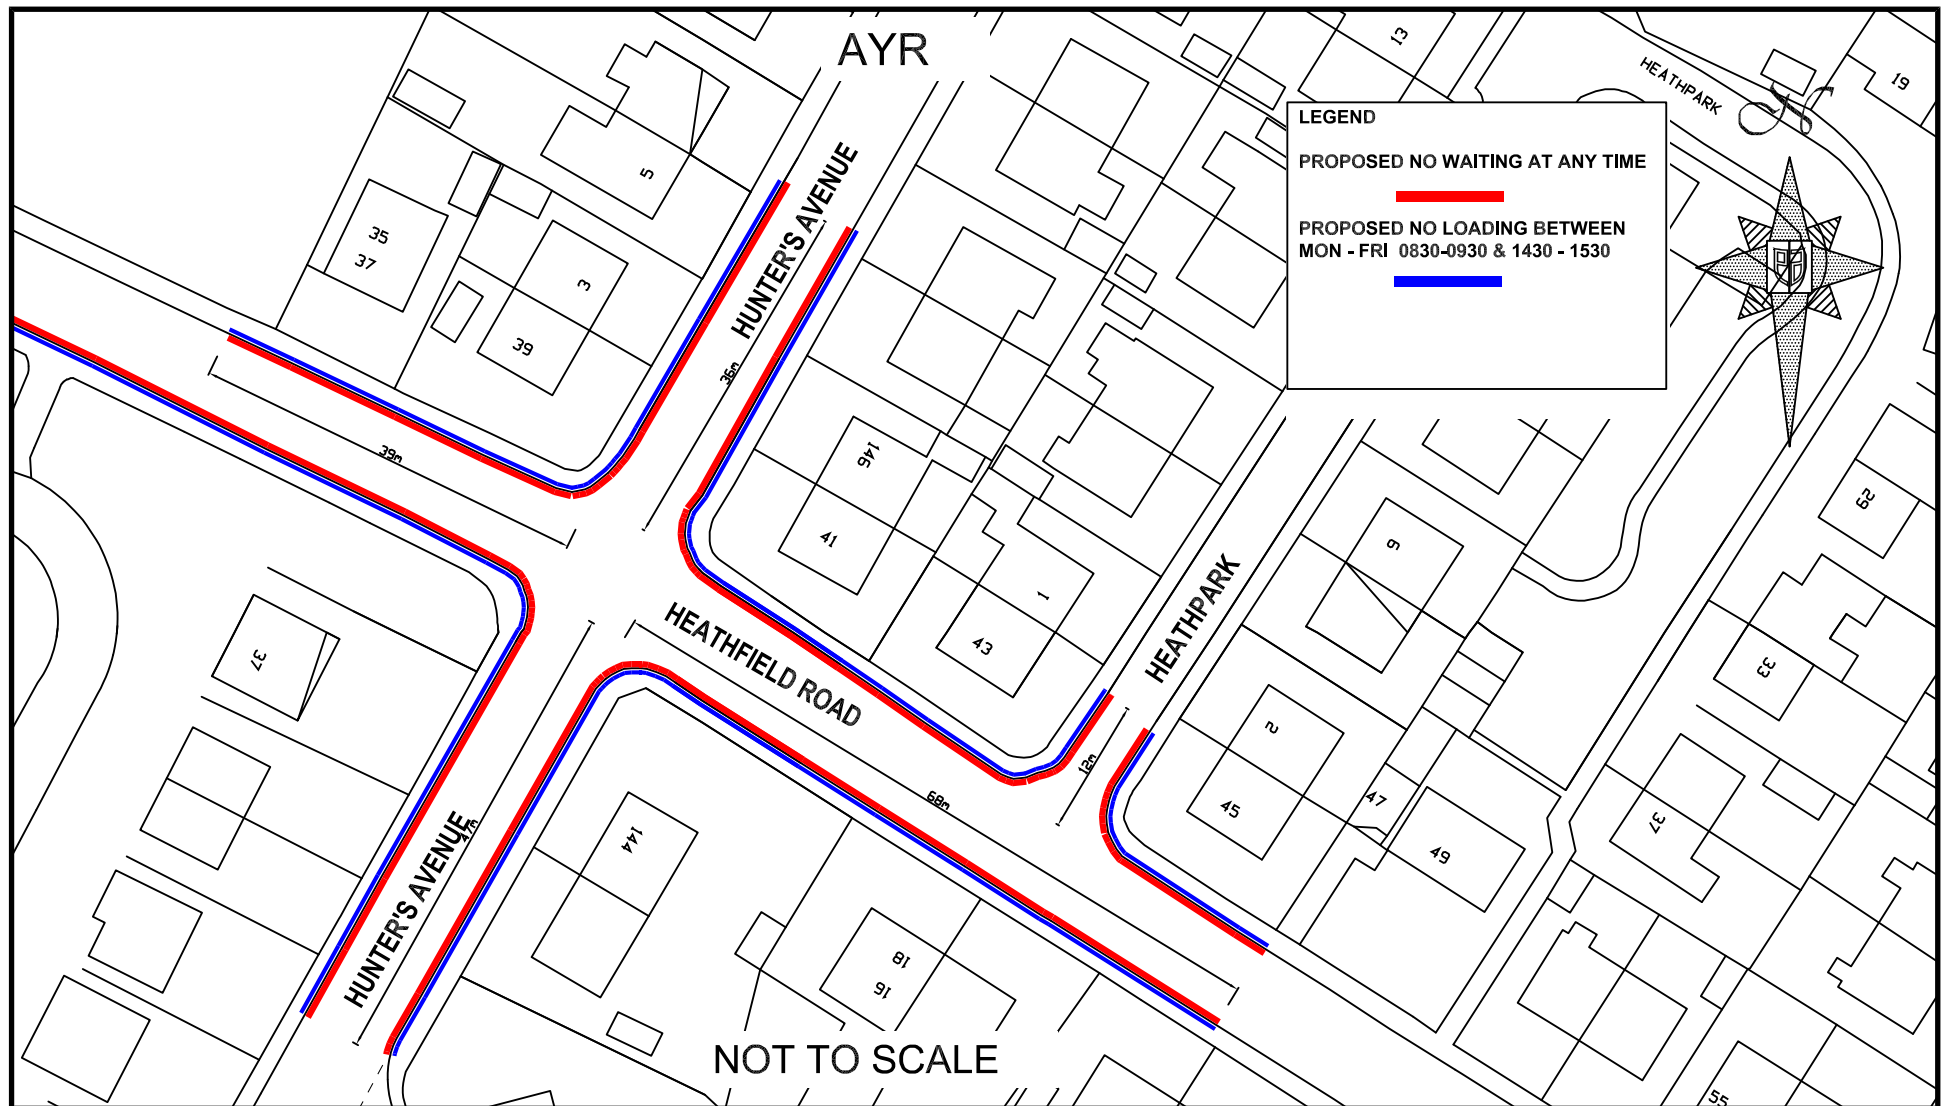 AYR
13
HEATHPARK
19
N
LEGEND
PROPOSED NO WAITING AT ANY TIME
PROPOSED NO LOADING BETWEEN
MON - FRI 0830-0930 & 1430 - 1530
HUNTER'S AVENUE
5
35
37
3
39
36m
39m
146
41
1
43
HEATHPARK
9
29
33
37
HEATHFIELD ROAD
2
45
47
49
37
12m
68m
47m
HUNTER'S AVENUE
144
18
16
NOT TO SCALE
55